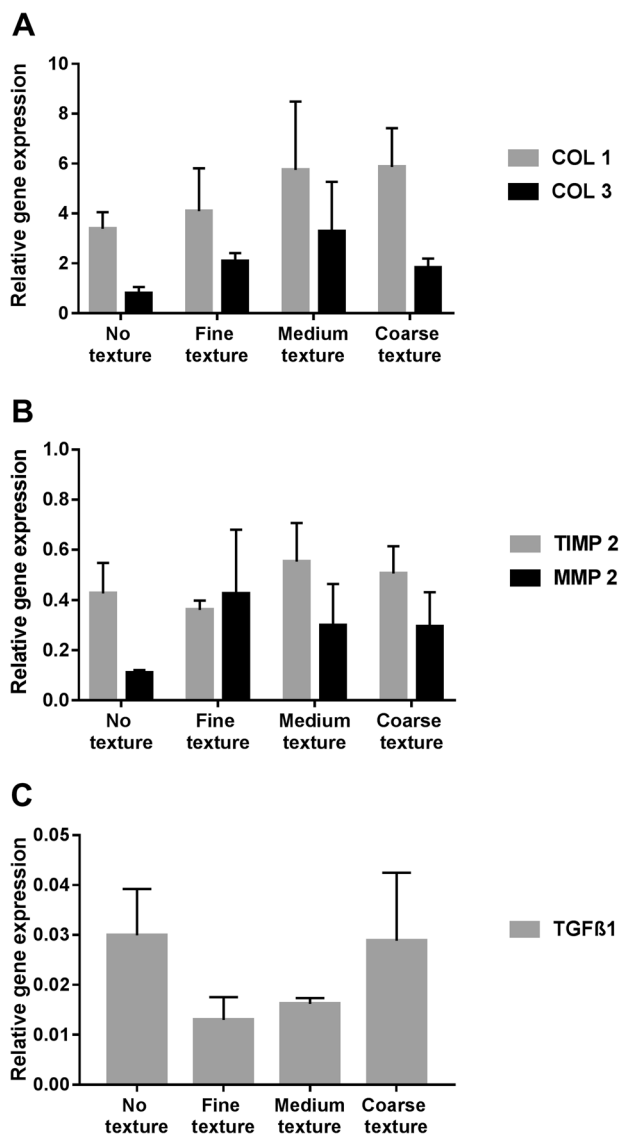 A
Relative gene expression
10
8
6
4
2
0
No texture
Fine texture
Medium texture
Coarse texture
COL 1
COL 3
B
Relative gene expression
1.0
0.8
0.6
0.4
0.2
0.0
No texture
Fine texture
Medium texture
Coarse texture
TIMP 2
MMP 2
C
Relative gene expression
0.05
0.04
0.03
0.02
0.01
0.00
No texture
Fine texture
Medium texture
Coarse texture
TGFß1